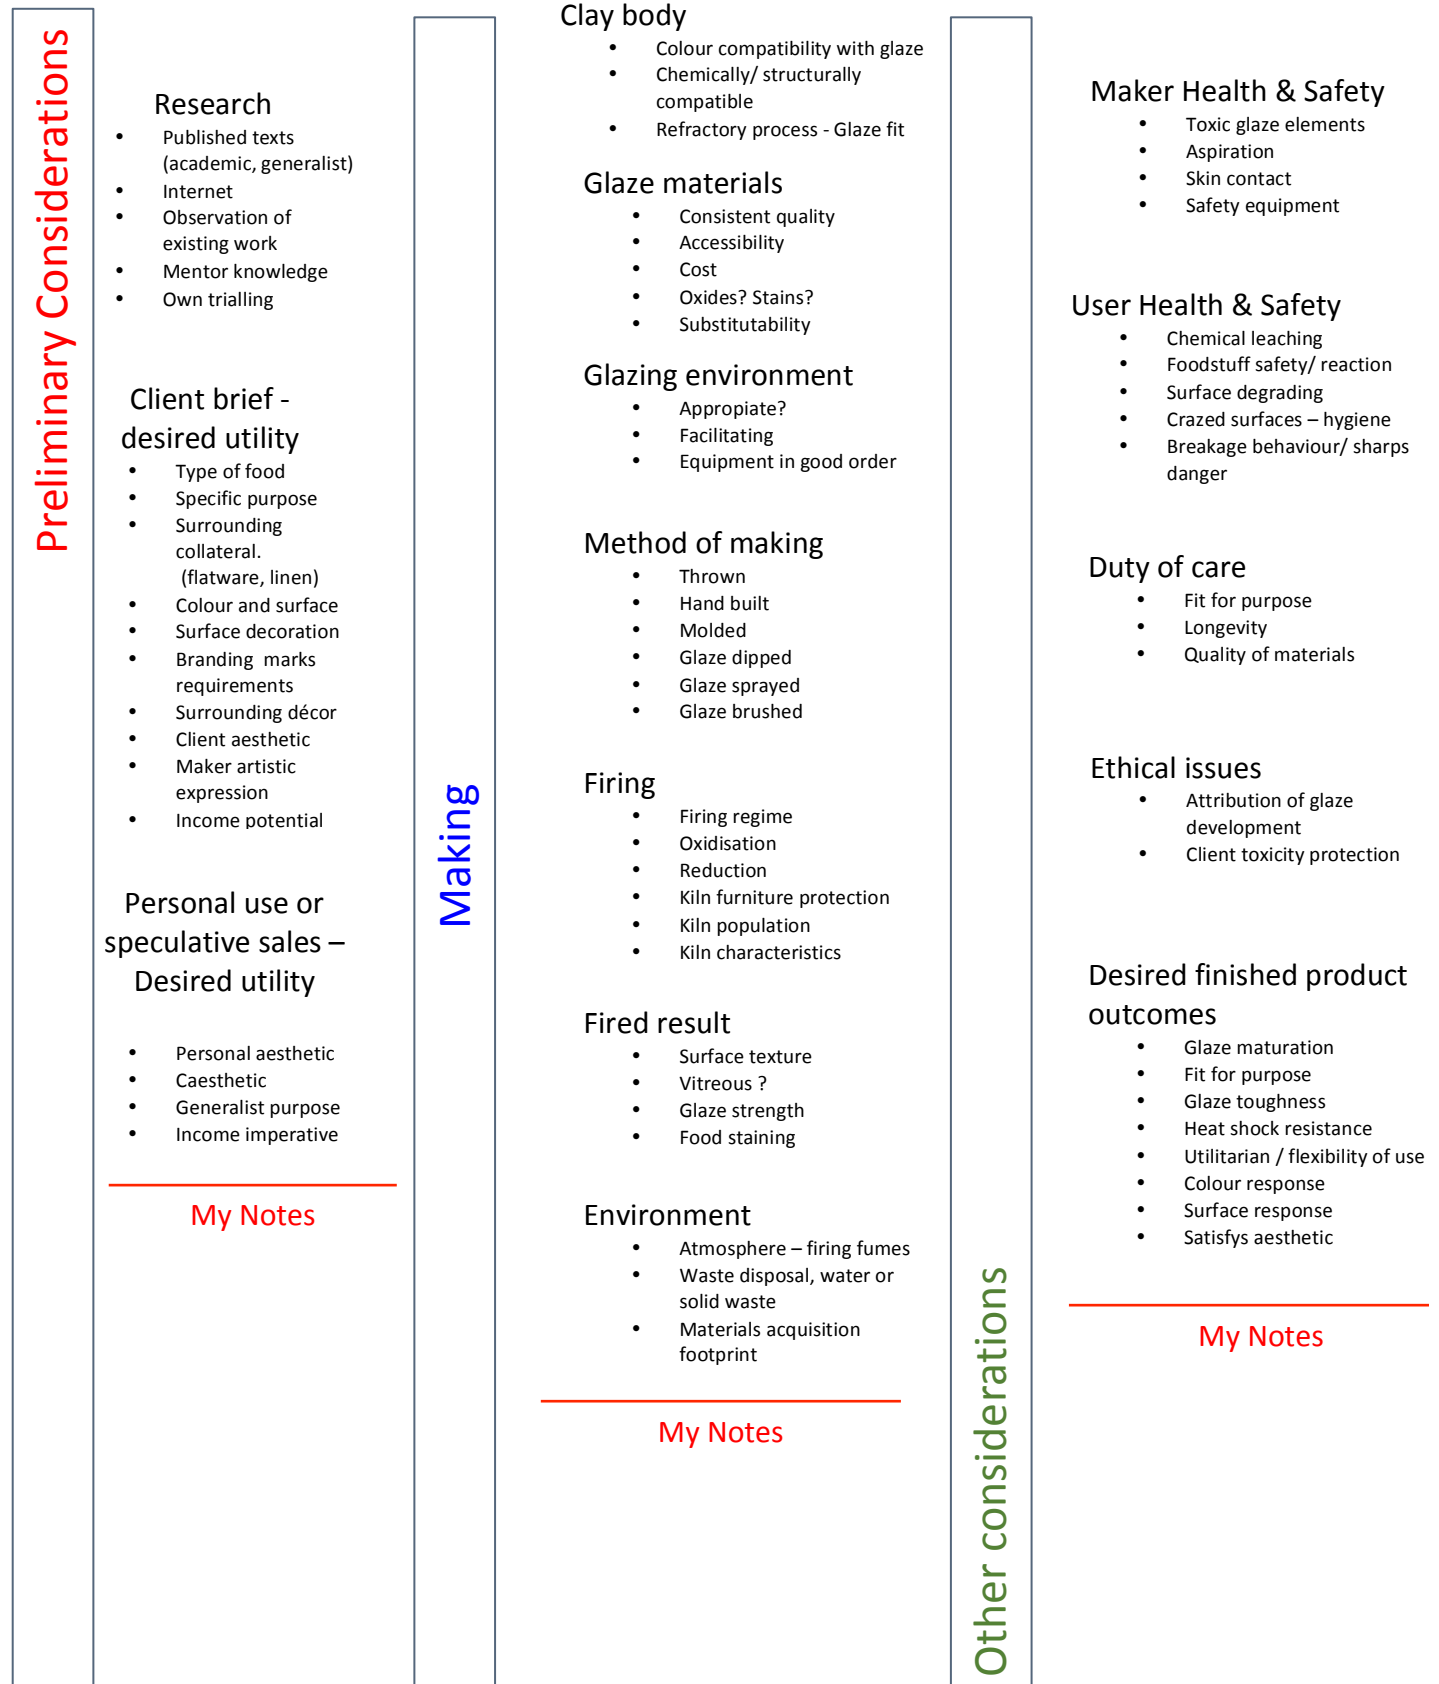 Preliminary Considerations
Research
• Published texts
(academic, generalist)
• Internet
• Observation of
existing work
• Mentor knowledge
• Own trialling
Client brief -
desired utility
• Type of food
• Specific purpose
• Surrounding
collateral.
(flatware, linen)
• Colour and surface
• Surface decoration
• Branding marks
requirements
• Surrounding décor
• Client aesthetic
• Maker artistic
expression
• Income potential
Personal use or
speculative sales –
Desired utility
• Personal aesthetic
• Caesthetic
• Generalist purpose
• Income imperative
My Notes
Making
Clay body
• Colour compatibility with glaze
• Chemically/ structurally
compatible
• Refractory process - Glaze fit
Glaze materials
• Consistent quality
• Accessibility
• Cost
• Oxides? Stains?
• Substitutability
Glazing environment
• Appropiate?
• Facilitating
• Equipment in good order
Method of making
• Thrown
• Hand built
• Molded
• Glaze dipped
• Glaze sprayed
• Glaze brushed
Firing
• Firing regime
• Oxidisation
• Reduction
• Kiln furniture protection
• Kiln population
• Kiln characteristics
Fired result
• Surface texture
• Vitreous ?
• Glaze strength
• Food staining
Environment
• Atmosphere – firing fumes
• Waste disposal, water or
solid waste
• Materials acquisition
footprint
My Notes
Other considerations
Maker Health & Safety
• Toxic glaze elements
• Aspiration
• Skin contact
• Safety equipment
User Health & Safety
• Chemical leaching
• Foodstuff safety/ reaction
• Surface degrading
• Crazed surfaces – hygiene
• Breakage behaviour/ sharps
danger
Duty of care
• Fit for purpose
• Longevity
• Quality of materials
Ethical issues
• Attribution of glaze
development
• Client toxicity protection
Desired finished product
outcomes
• Glaze maturation
• Fit for purpose
• Glaze toughness
• Heat shock resistance
• Utilitarian / flexibility of use
• Colour response
• Surface response
• Satisfys aesthetic
My Notes